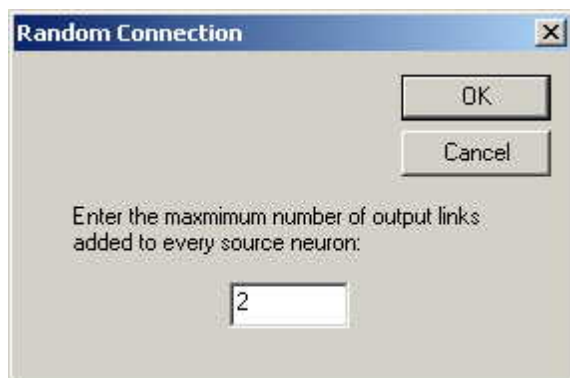 Random Connection
OK
Cancel
Enter the maxmimum number of output links
added to every source neuron:
2